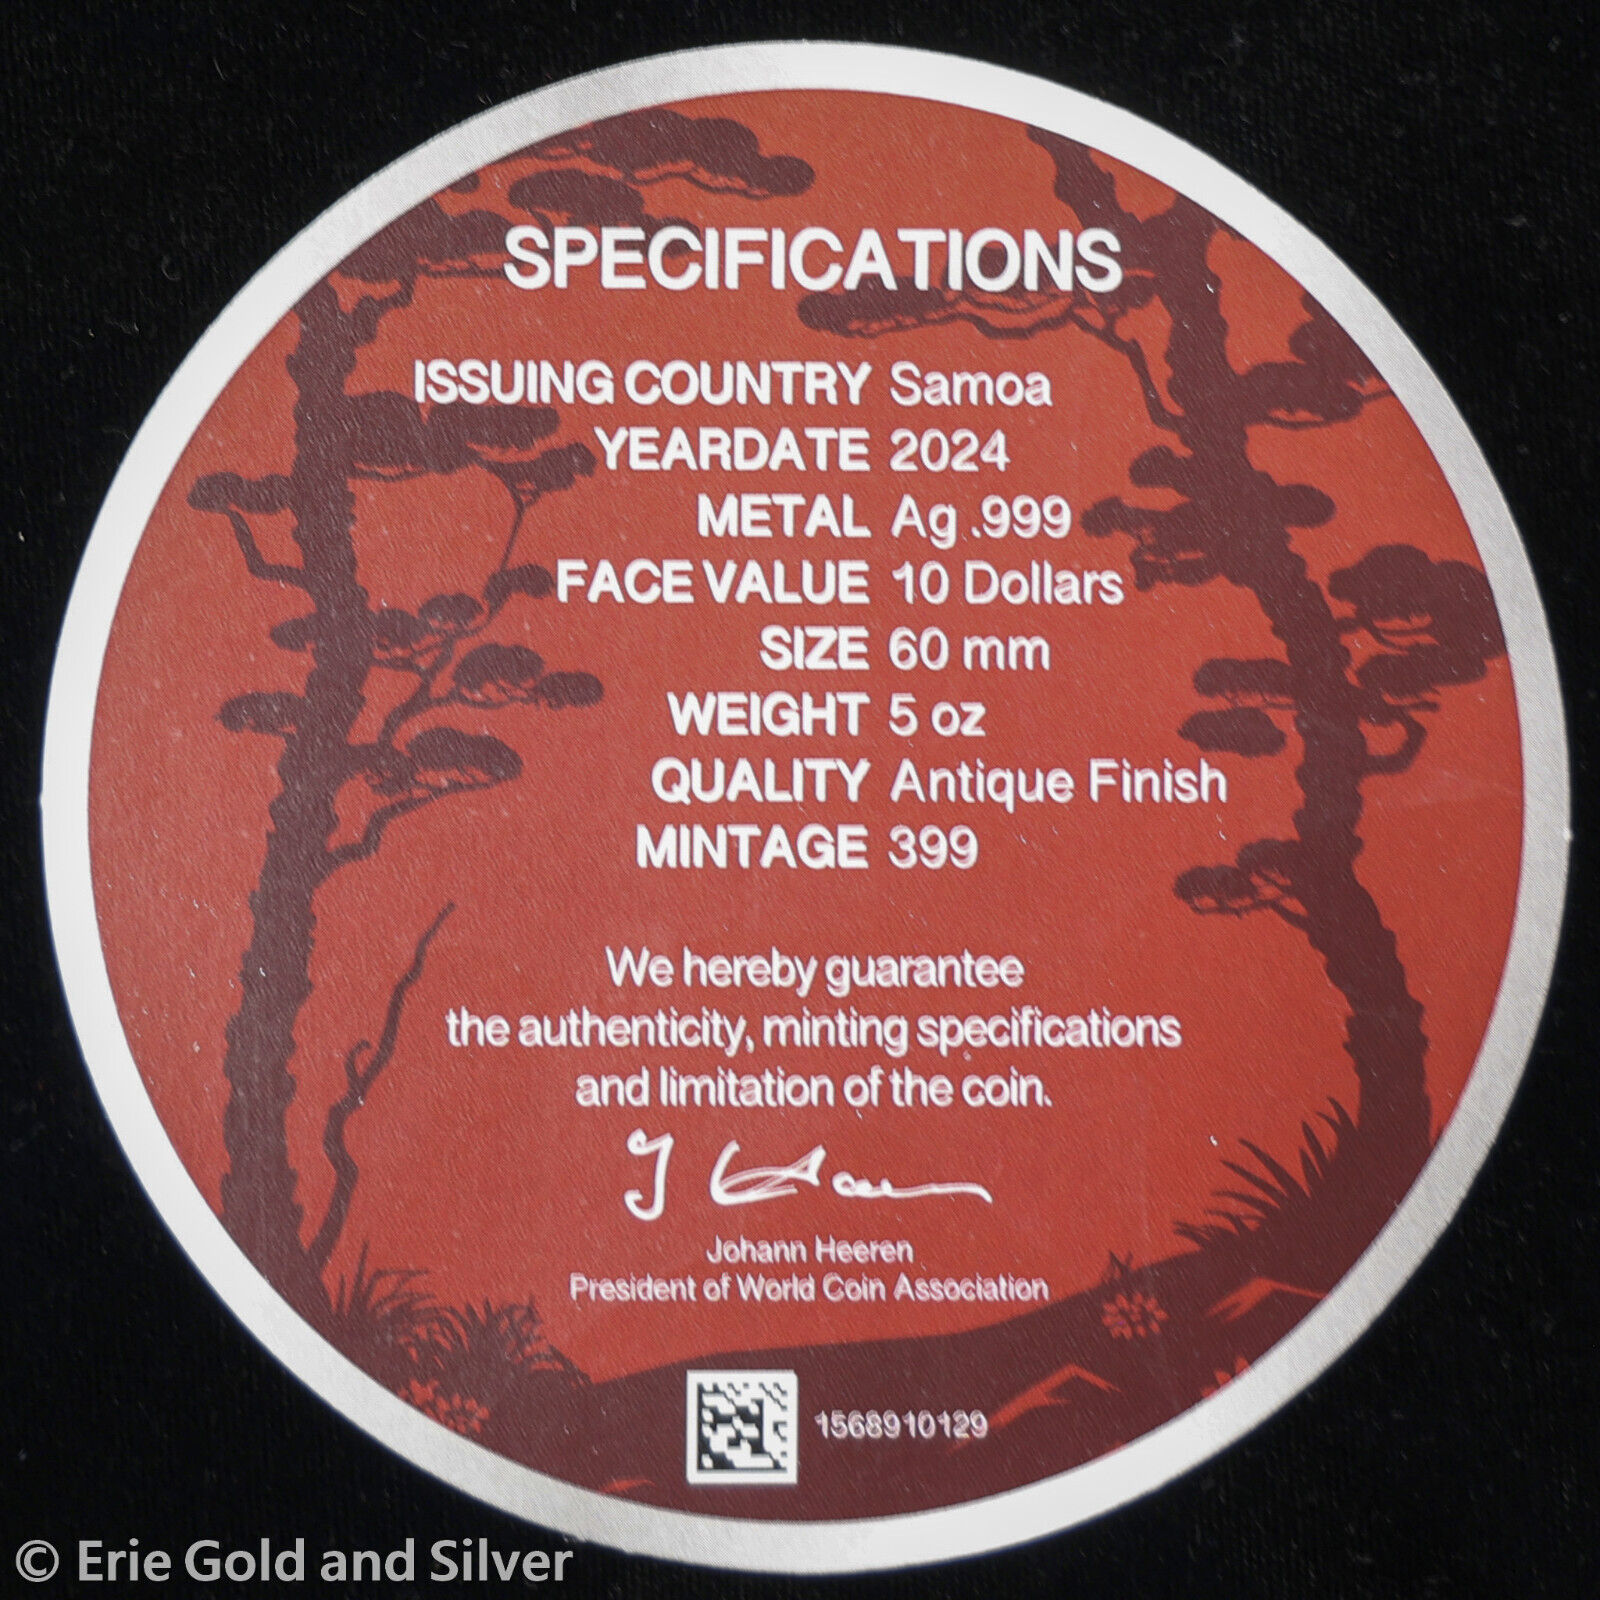 SPECIFICATIONS
ISSUING COUNTRY Samoa
YEARDATE 2024
METAL Ag .999
FACE VALUE 10 Dollars
SIZE 60 mm
WEIGHT 5 oz
QUALITY Antique Finish
MINTAGE 399
We hereby guarantee
the authenticity, minting specifications
and limitation of the coin.
Johann Heeren
President of World Coin Association
1568910129
© Erie Gold and Silver